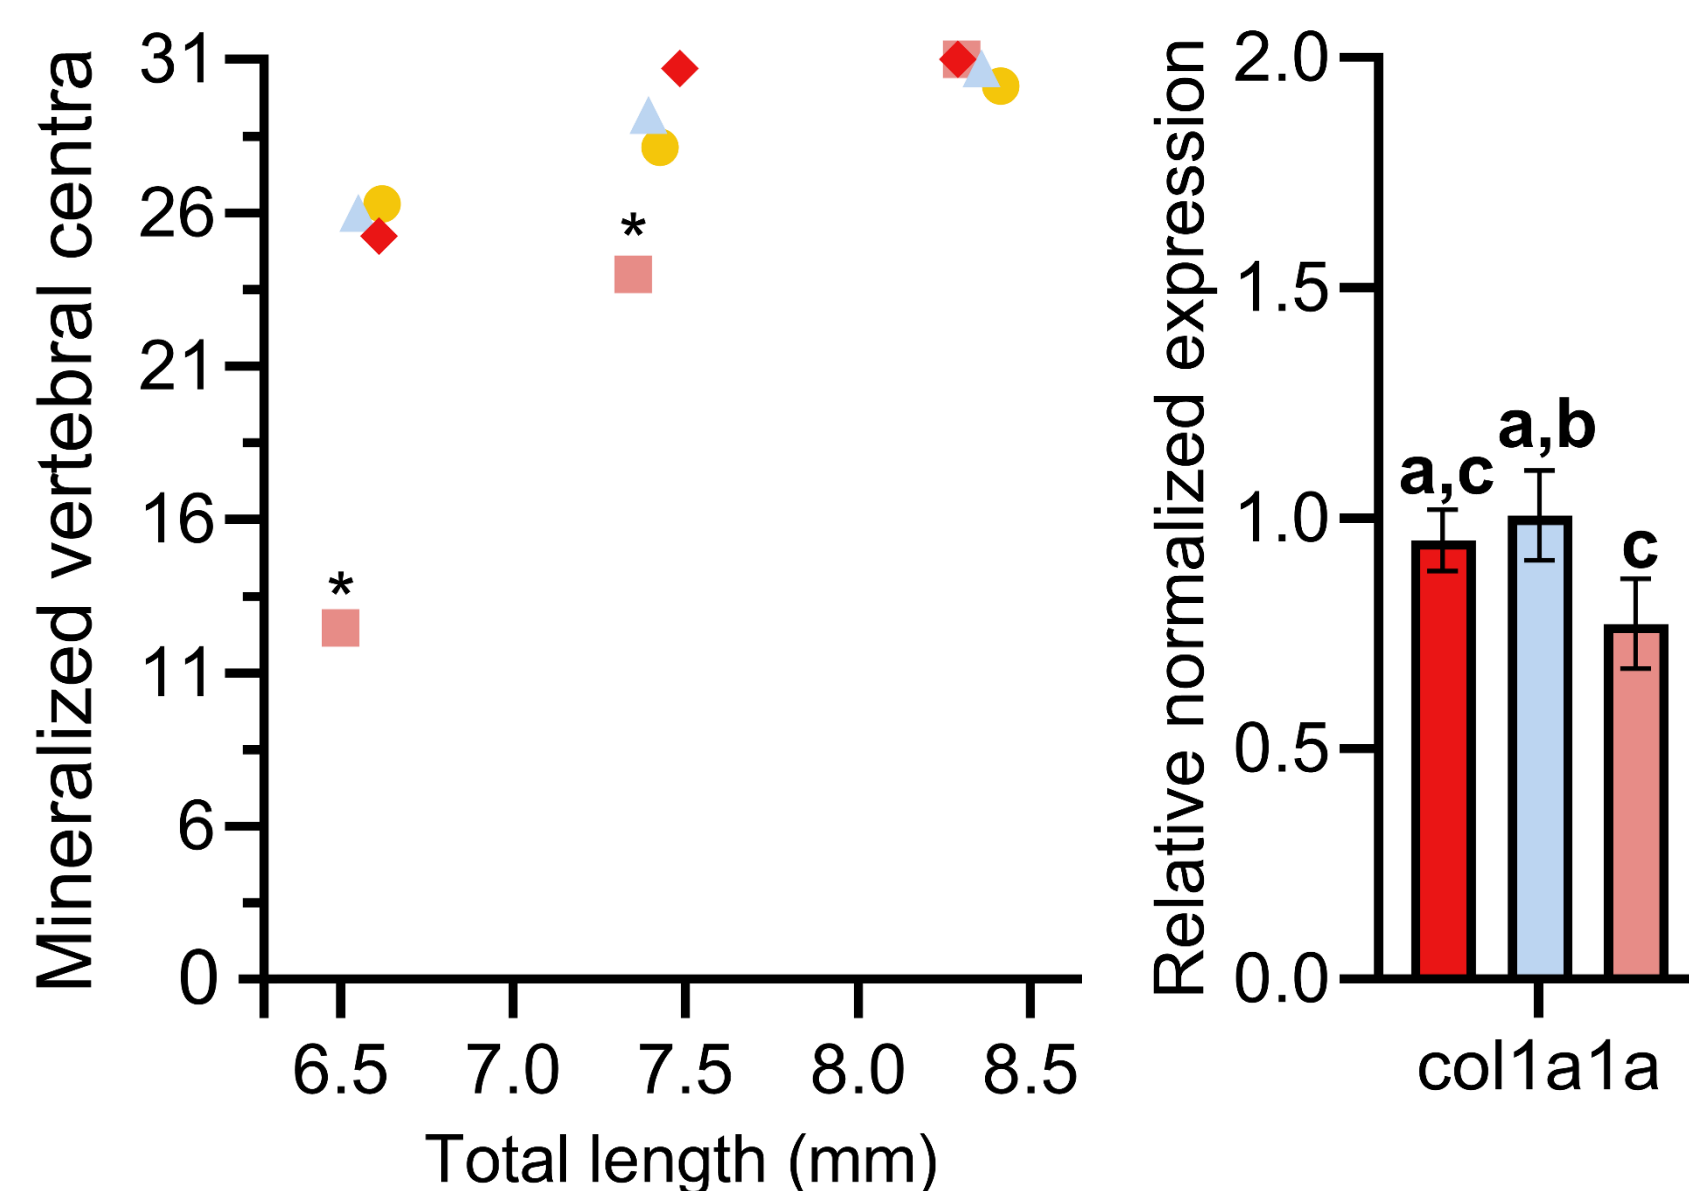 Mineralized vertebral centra
31
26
21
16
11
6
0
*
*
6.5 7.0 7.5 8.0 8.5
Total length (mm)
Relative normalized expression
2.0
1.5
1.0
0.5
0.0
a,c
a,b
c
col1a1a